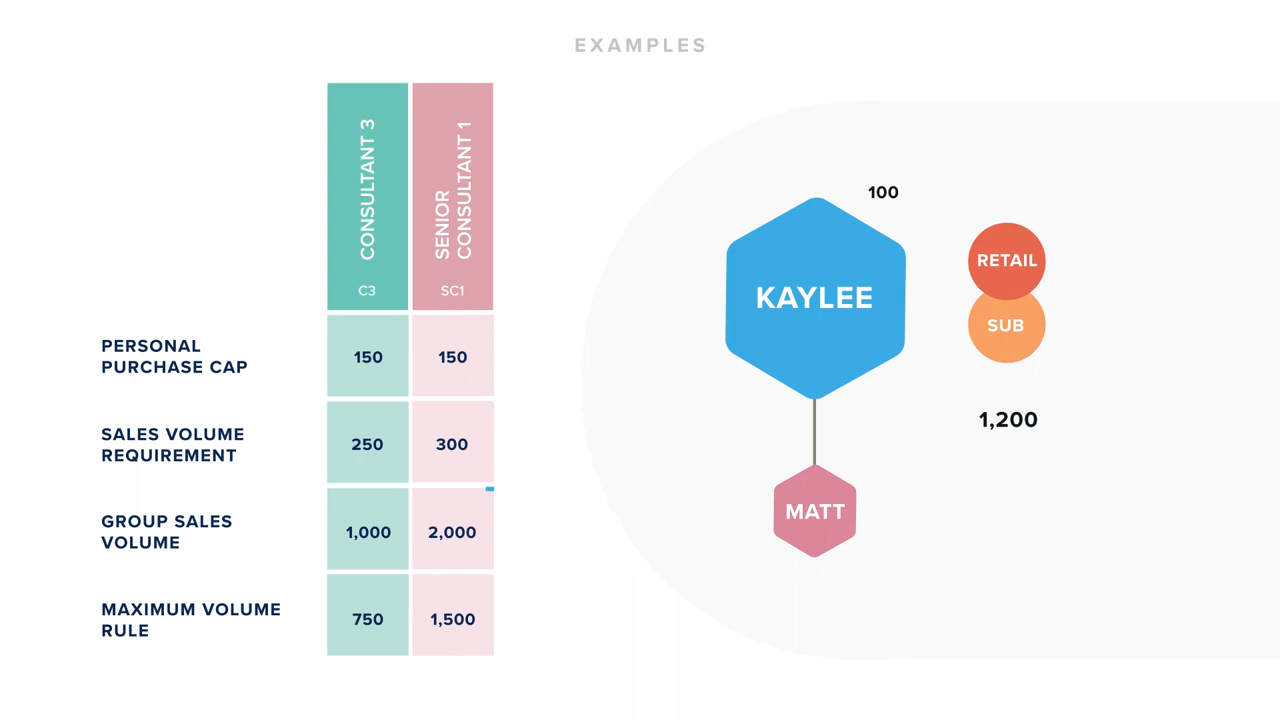 EXAMPLES
CONSULTANT 3
SENIOR
CONSULTANT 1
C3
SC1
PERSONAL
PURCHASE CAP
150
150
SALES VOLUME
REQUIREMENT
250
300
GROUP SALES
VOLUME
1,000
2,000
MAXIMUM VOLUME
RULE
750
1,500
100
KAYLEE
RETAIL
SUB
1,200
MATT